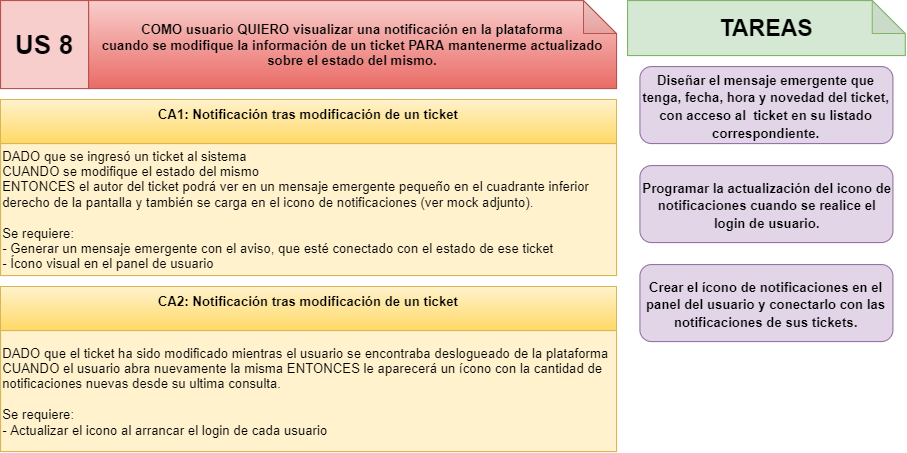 US 8
COMO usuario QUIERO visualizar una notificación en la plataforma
cuando se modifique la información de un ticket PARA mantenerme actualizado
sobre el estado del mismo.
CA1: Notificación tras modificación de un ticket
DADO que se ingresó un ticket al sistema
CUANDO se modifique el estado del mismo
ENTONCES el autor del ticket podrá ver en un mensaje emergente pequeño en el cuadrante inferior
derecho de la pantalla y también se carga en el icono de notificaciones (ver mock adjunto).
Se requiere:
- Generar un mensaje emergente con el aviso, que esté conectado con el estado de ese ticket
- Ícono visual en el panel de usuario
CA2: Notificación tras modificación de un ticket
DADO que el ticket ha sido modificado mientras el usuario se encontraba deslogueado de la plataforma
CUANDO el usuario abra nuevamente la misma ENTONCES le aparecerá un ícono con la cantidad de
notificaciones nuevas desde su ultima consulta.
Se requiere:
- Actualizar el icono al arrancar el login de cada usuario
TAREAS
Diseñar el mensaje emergente que
tenga, fecha, hora y novedad del ticket,
con acceso al ticket en su listado
correspondiente.
Programar la actualización del icono de
notificaciones cuando se realice el
login de usuario.
Crear el ícono de notificaciones en el
panel del usuario y conectarlo con las
notificaciones de sus tickets.